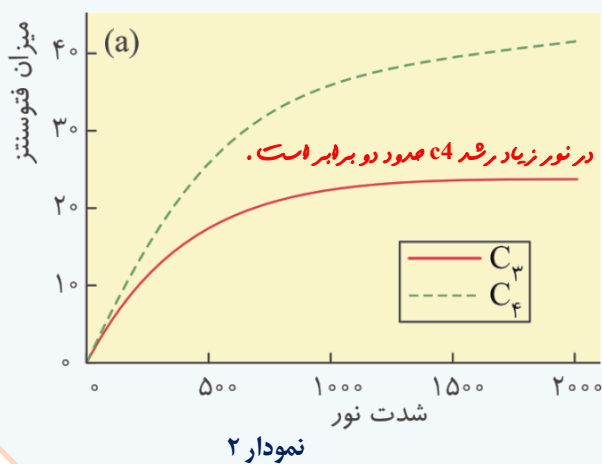 (a)
میزان فتوسنتز
۴۰
۳۰
در نور زیاد رشد c4 حدود دو برابر است.
۲۰
۱۰
۰
C۳
C۴
۰ ۵۰۰ ۱۰۰۰ ۱۵۰۰ ۲۰۰۰
شدت نور
نمودار ۲